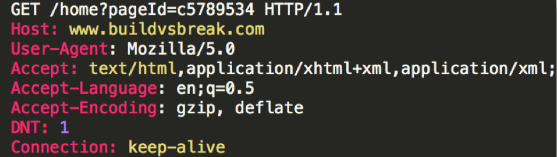 GET /home?pageId=c5789534 HTTP/1.1
Host: www.buildvsbreak.com
User-Agent: Mozilla/5.0
Accept: text/html,application/xhtml+xml,application/xml;
Accept-Language: en;q=0.5
Accept-Encoding: gzip, deflate
DNT: 1
Connection: keep-alive